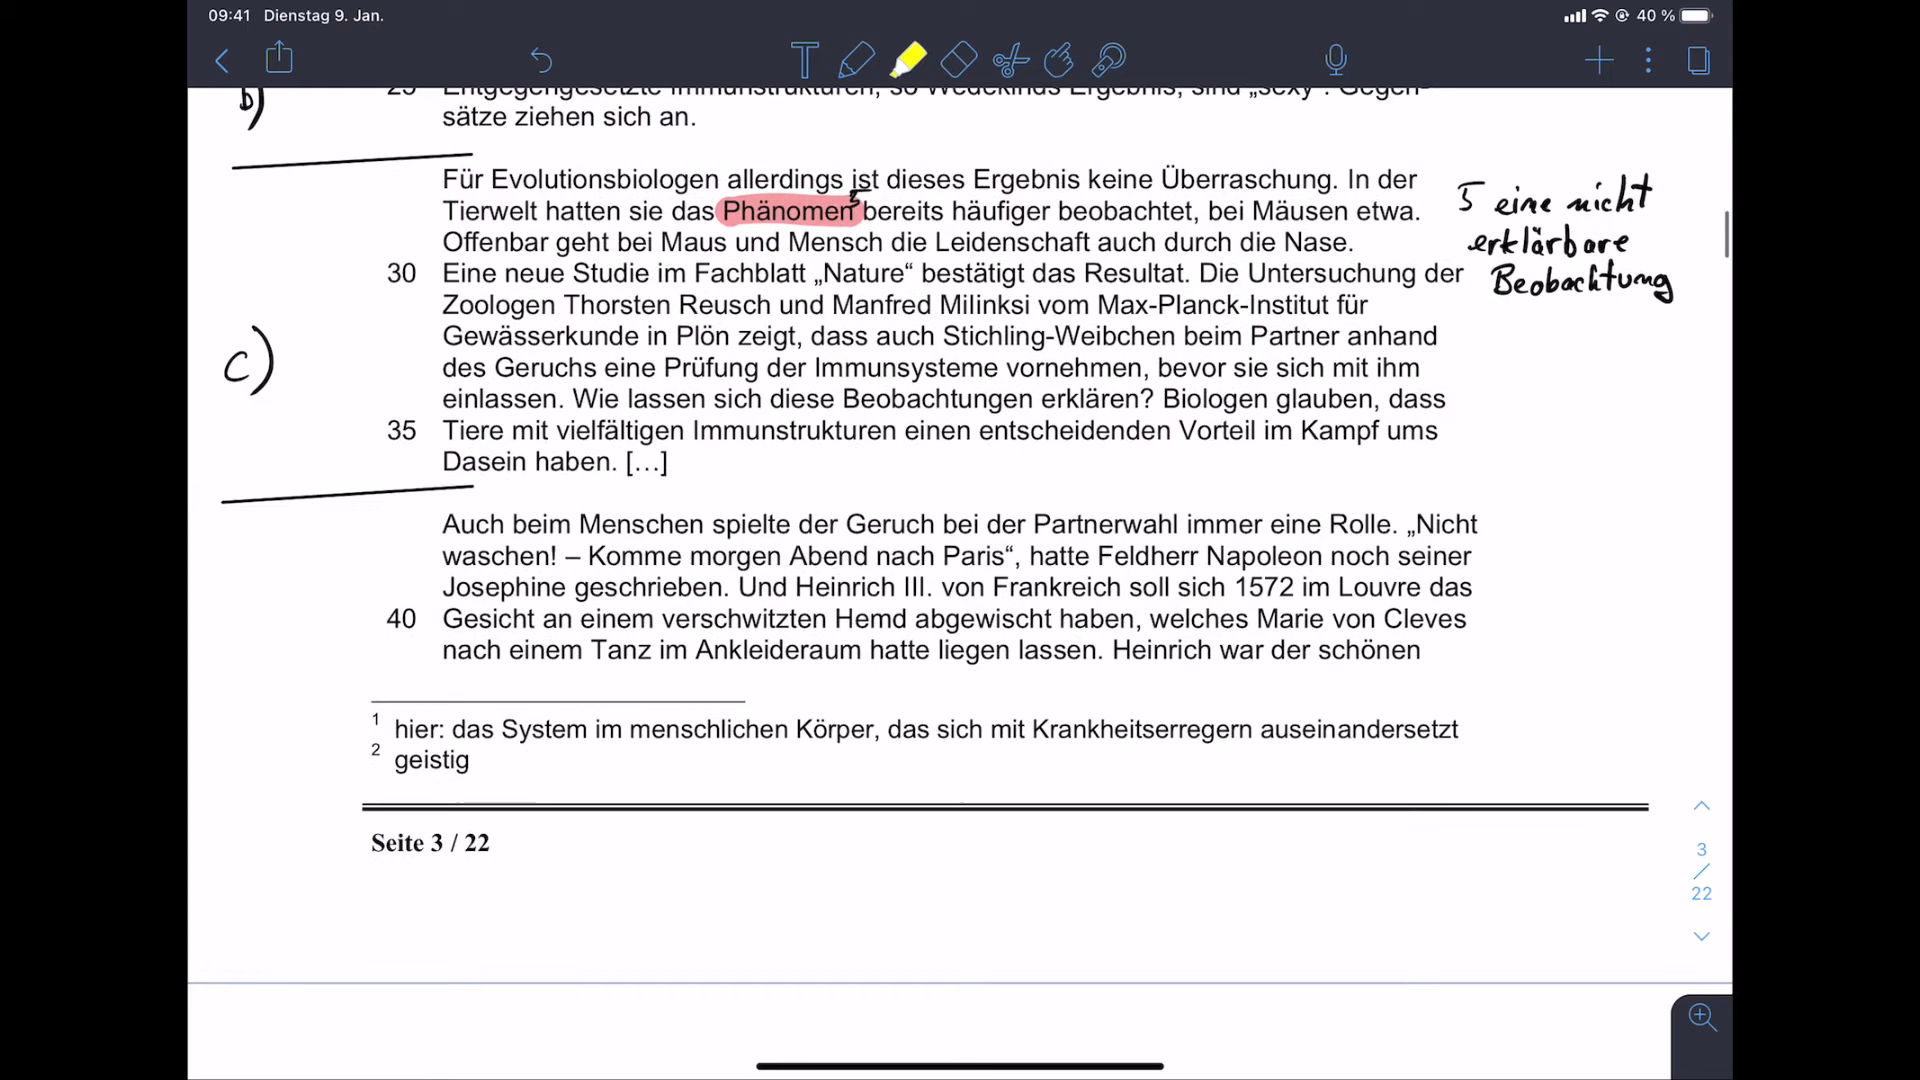 09:41 Dienstag 9. Jan.
40 %
b)
25 Entgegengesetzte Immunstrukturen, so Wedekinds Ergebnis, sind „sexy“. Gegen-
sätze ziehen sich an.
Für Evolutionsbiologen allerdings ist dieses Ergebnis keine Überraschung. In der
Tierwelt hatten sie das Phänomen⁵ bereits häufiger beobachtet, bei Mäusen etwa.
Offenbar geht bei Maus und Mensch die Leidenschaft auch durch die Nase.
5 eine nicht
erklärbare
Beobachtung
30 Eine neue Studie im Fachblatt „Nature“ bestätigt das Resultat. Die Untersuchung der
Zoologen Thorsten Reusch und Manfred Milinksi vom Max-Planck-Institut für
Gewässerkunde in Plön zeigt, dass auch Stichling-Weibchen beim Partner anhand
c)
des Geruchs eine Prüfung der Immunsysteme vornehmen, bevor sie sich mit ihm
einlassen. Wie lassen sich diese Beobachtungen erklären? Biologen glauben, dass
35 Tiere mit vielfältigen Immunstrukturen einen entscheidenden Vorteil im Kampf ums
Dasein haben. […]
Auch beim Menschen spielte der Geruch bei der Partnerwahl immer eine Rolle. „Nicht
waschen! – Komme morgen Abend nach Paris“, hatte Feldherr Napoleon noch seiner
Josephine geschrieben. Und Heinrich III. von Frankreich soll sich 1572 im Louvre das
40 Gesicht an einem verschwitzten Hemd abgewischt haben, welches Marie von Cleves
nach einem Tanz im Ankleideraum hatte liegen lassen. Heinrich war der schönen
1 hier: das System im menschlichen Körper, das sich mit Krankheitserregern auseinandersetzt
2 geistig
Seite 3 / 22
3
/
22